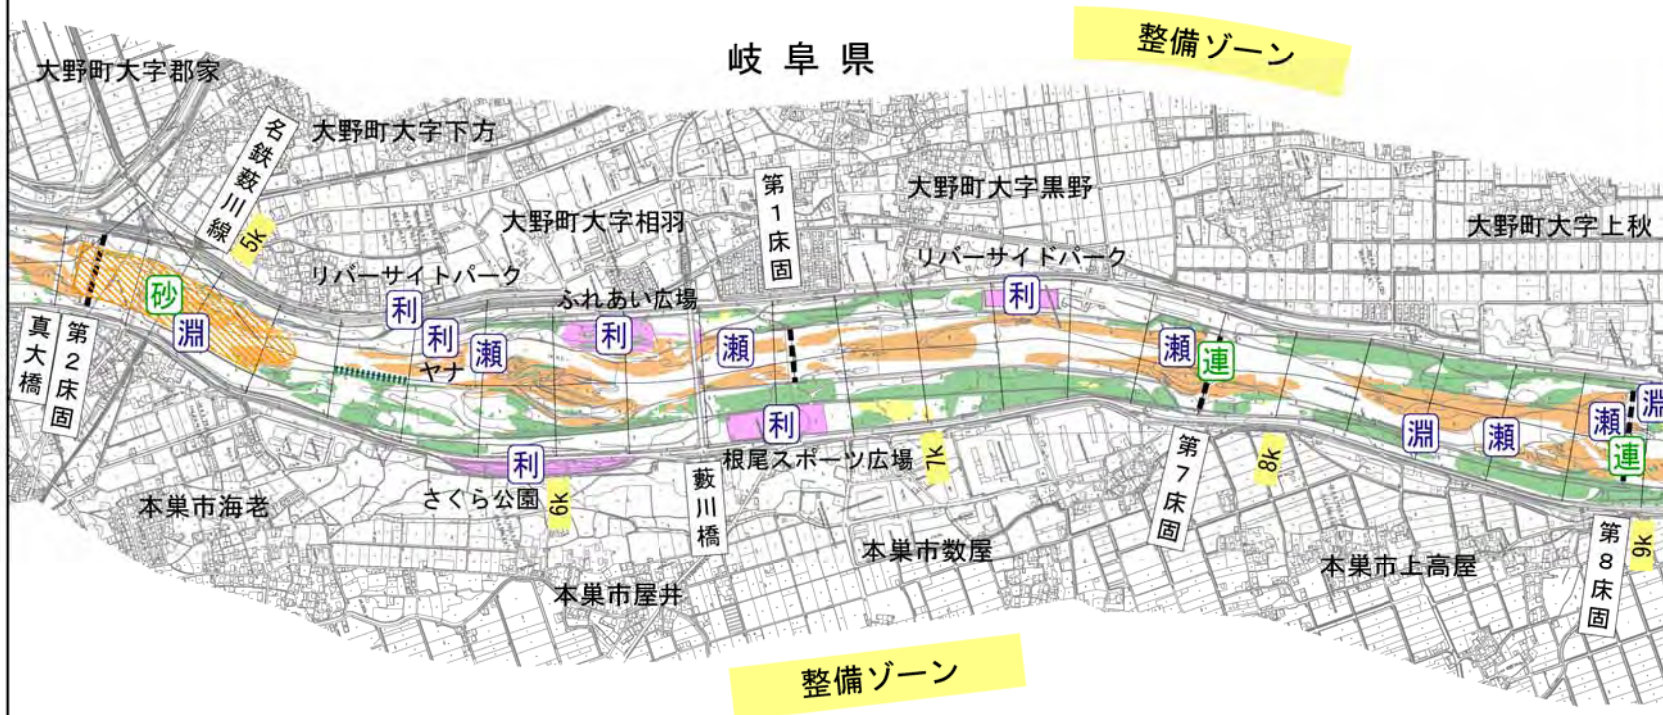 岐阜県
整備ゾーン
大野町大字郡家
名鉄藪川線
大野町大字下方
第1床固
大野町大字黒野
大野町大字相羽
大野町大字上秋
5k
リバーサイトパーク
ふれあい広場
リバーサイドパーク
砂
淵
利
利
瀬
利
瀬
利
瀬
連
ヤナ
真大橋
第2床固
利
さくら公園
6k
藪川橋
利
根尾スポーツ広場
7k
第7床固
8k
淵
瀬
瀬
淵
連
第8床固
9k
本巣市海老
本巣市屋井
本巣市数屋
本巣市上高屋
整備ゾーン